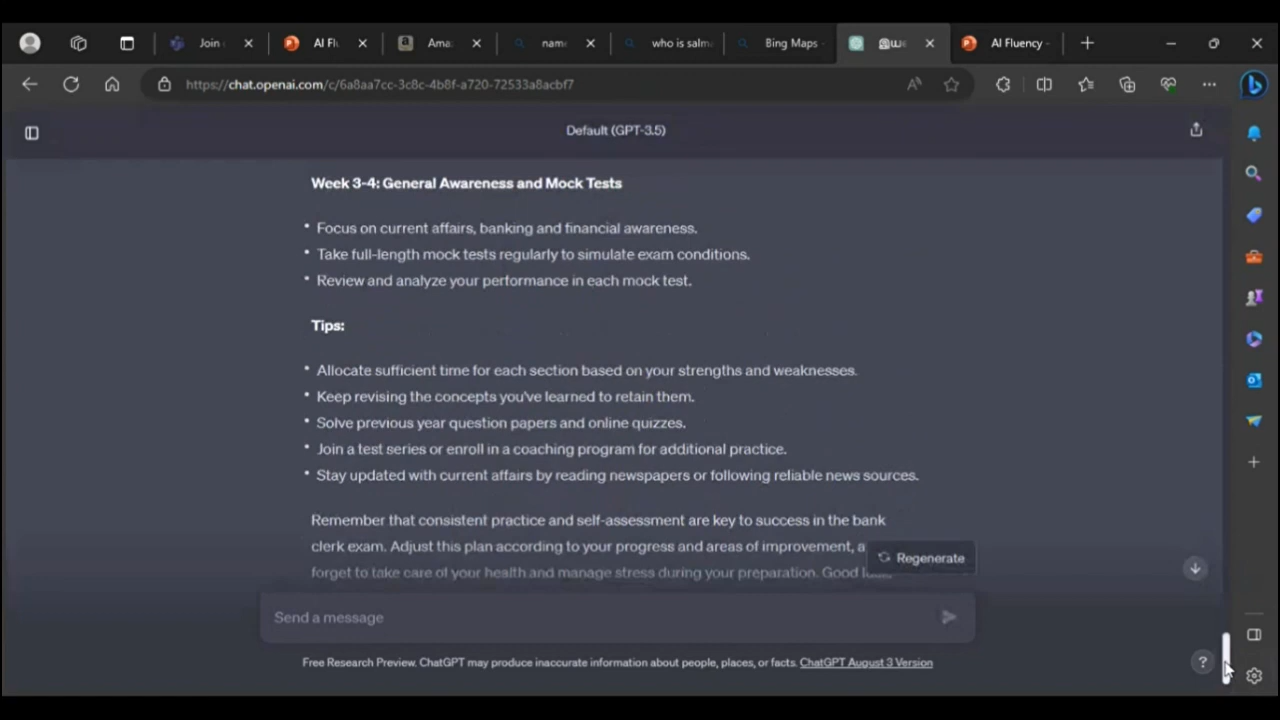 Join
AI Fl
Ama
nam
who is salm
Bing Maps
AI Fluency
https://chat.openai.com/c/6a8aa7cc-3c8c-4b8f-a720-72533a8acbf7
Default (GPT-3.5)
Week 3-4: General Awareness and Mock Tests
• Focus on current affairs, banking and financial awareness.
• Take full-length mock tests regularly to simulate exam conditions.
• Review and analyze your performance in each mock test.
Tips:
• Allocate sufficient time for each section based on your strengths and weaknesses.
• Keep revising the concepts you've learned to retain them.
• Solve previous year question papers and online quizzes.
• Join a test series or enroll in a coaching program for additional practice.
• Stay updated with current affairs by reading newspapers or following reliable news sources.
Remember that consistent practice and self-assessment are key to success in the bank
clerk exam. Adjust this plan according to your progress and areas of improvement, a
Regenerate
forget to take care of your health and manage stress during your preparation. Good
Send a message
Free Research Preview. ChatGPT may produce inaccurate information about people, places, or facts. ChatGPT August 3 Version
?